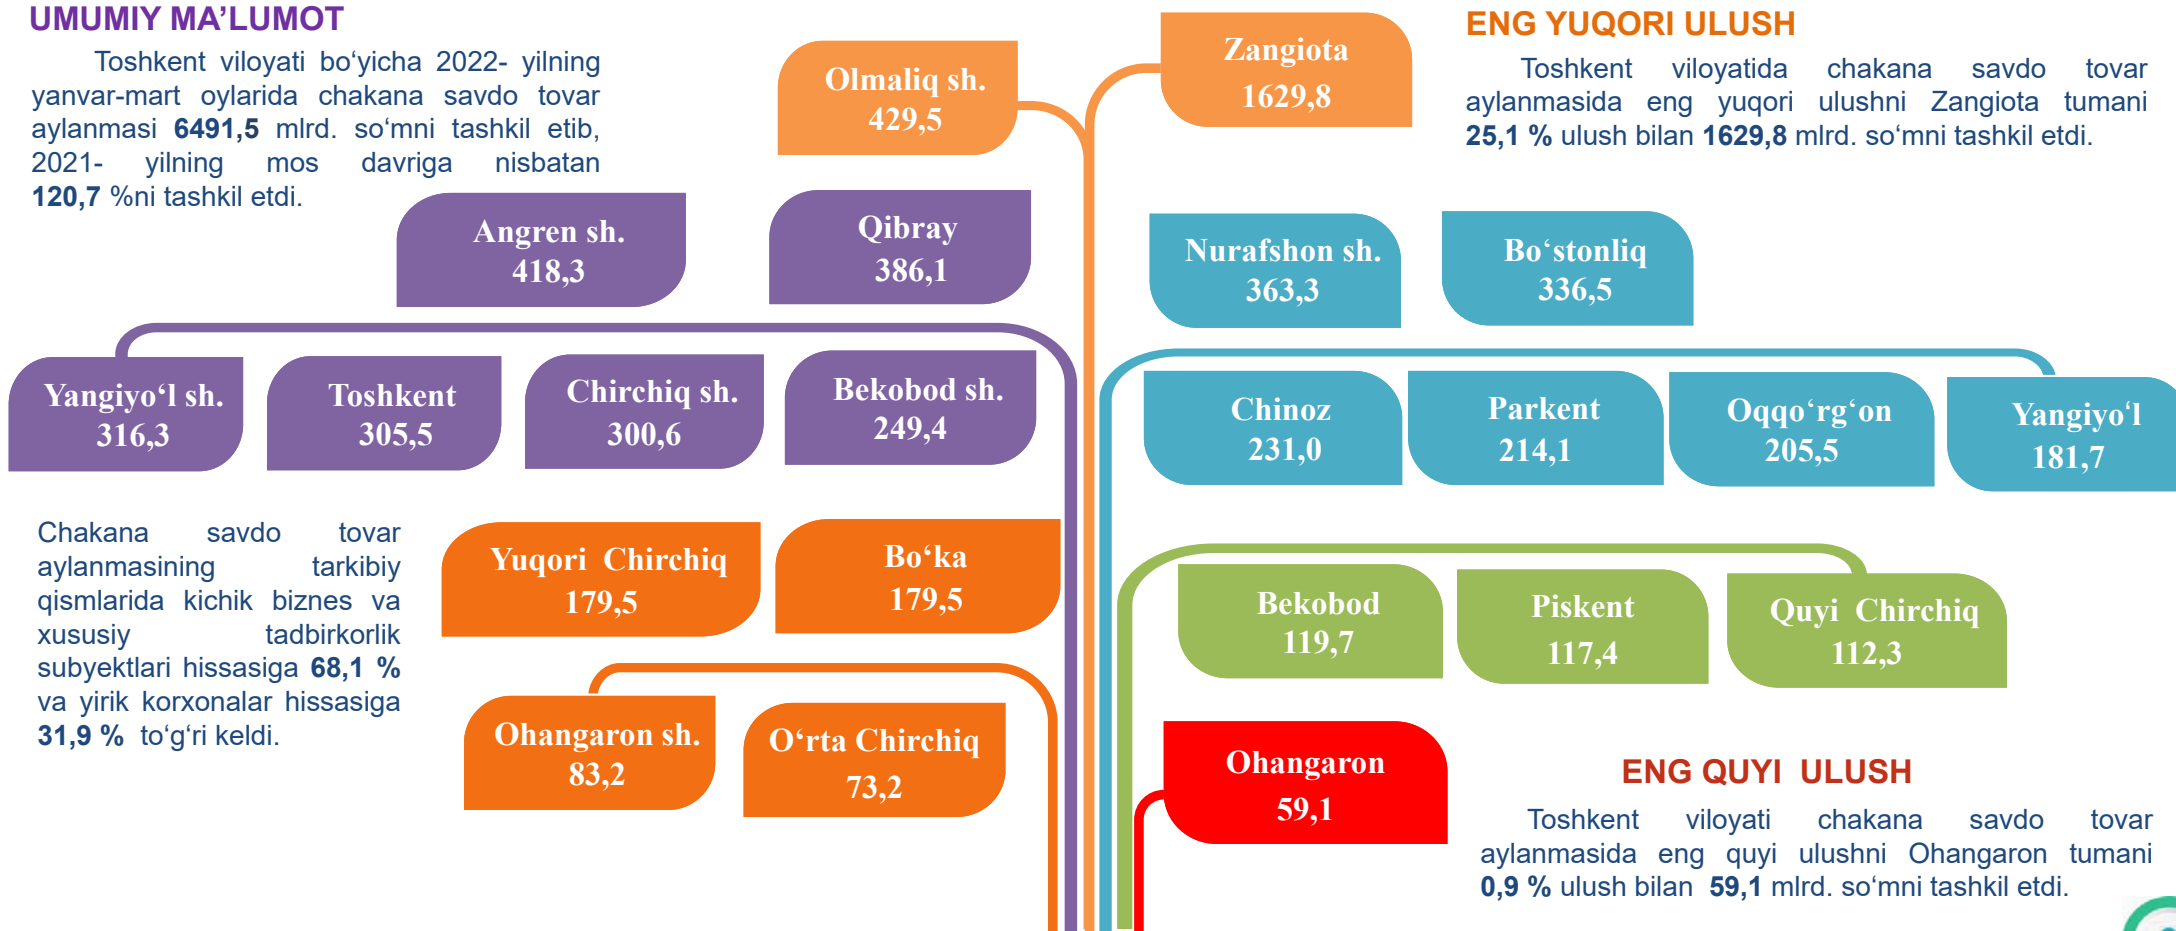 UMUMIY MA’LUMOT
Toshkent viloyati bo‘yicha 2022- yilning
yanvar-mart oylarida chakana savdo tovar
aylanmasi 6491,5 mlrd. so‘mni tashkil etib,
2021- yilning mos davriga nisbatan
120,7 %ni tashkil etdi.
Olmaliq sh.
429,5
Zangiota
1629,8
ENG YUQORI ULUSH
Toshkent viloyatida chakana savdo tovar
aylanmasida eng yuqori ulushni Zangiota tumani
25,1 % ulush bilan 1629,8 mlrd. so‘mni tashkil etdi.
Angren sh.
418,3
Qibray
386,1
Nurafshon sh.
363,3
Bo‘stonliq
336,5
Yangiyo‘l sh.
316,3
Toshkent
305,5
Chirchiq sh.
300,6
Bekobod sh.
249,4
Chinoz
231,0
Parkent
214,1
Oqqo‘rg‘on
205,5
Yangiyo‘l
181,7
Chakana savdo tovar
aylanmasining tarkibiy
qismlarida kichik biznes va
xususiy tadbirkorlik
subyektlari hissasiga 68,1 %
va yirik korxonalar hissasiga
31,9 % to‘g‘ri keldi.
Yuqori Chirchiq
179,5
Bo‘ka
179,5
Bekobod
119,7
Piskent
117,4
Quyi Chirchiq
112,3
Ohangaron sh.
83,2
O‘rta Chirchiq
73,2
Ohangaron
59,1
ENG QUYI ULUSH
Toshkent viloyati chakana savdo tovar
aylanmasida eng quyi ulushni Ohangaron tumani
0,9 % ulush bilan 59,1 mlrd. so‘mni tashkil etdi.